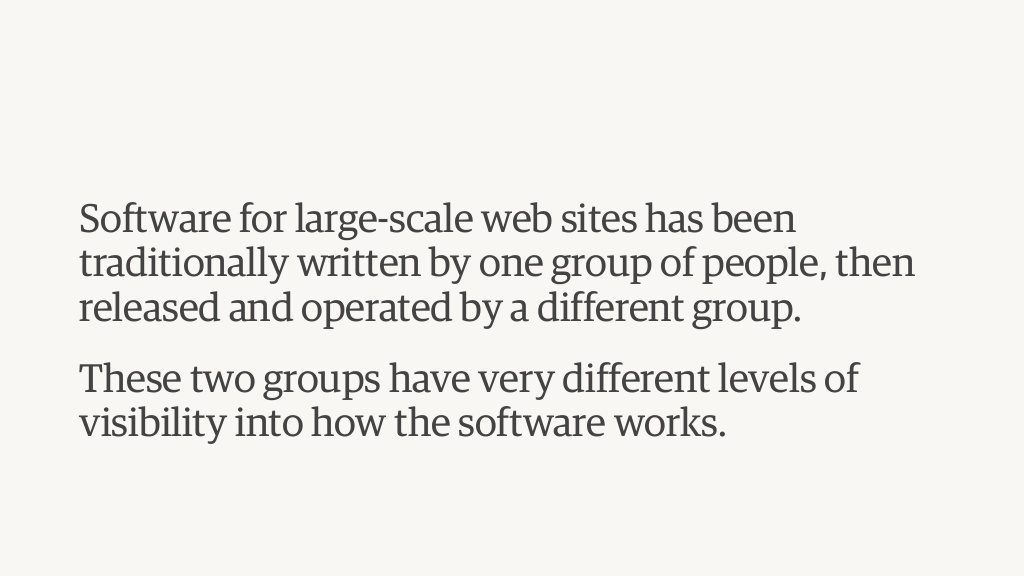 Software for large-scale web sites has been
traditionally written by one group of people, then
released and operated by a different group.
These two groups have very different levels of
visibility into how the software works.